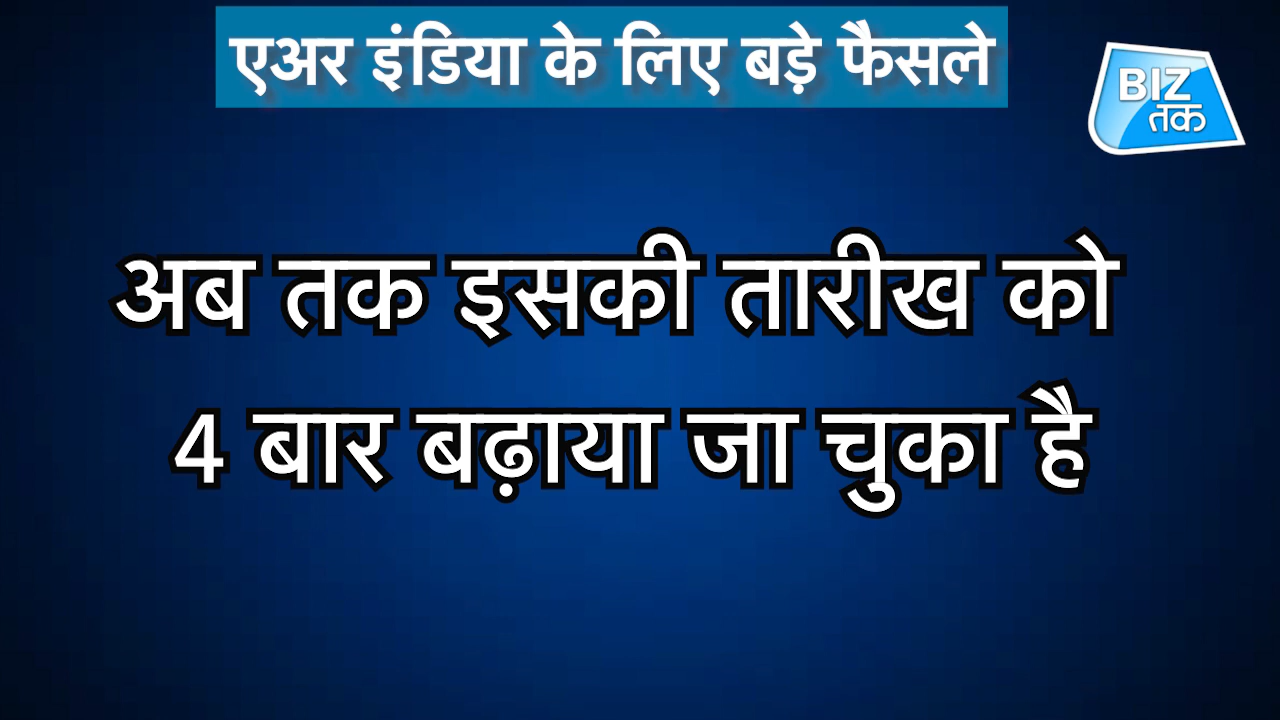 एअर इंडिया के लिए बड़े फैसले
BIZ
तक
अब तक इसकी तारीख को
4 बार बढ़ाया जा चुका है